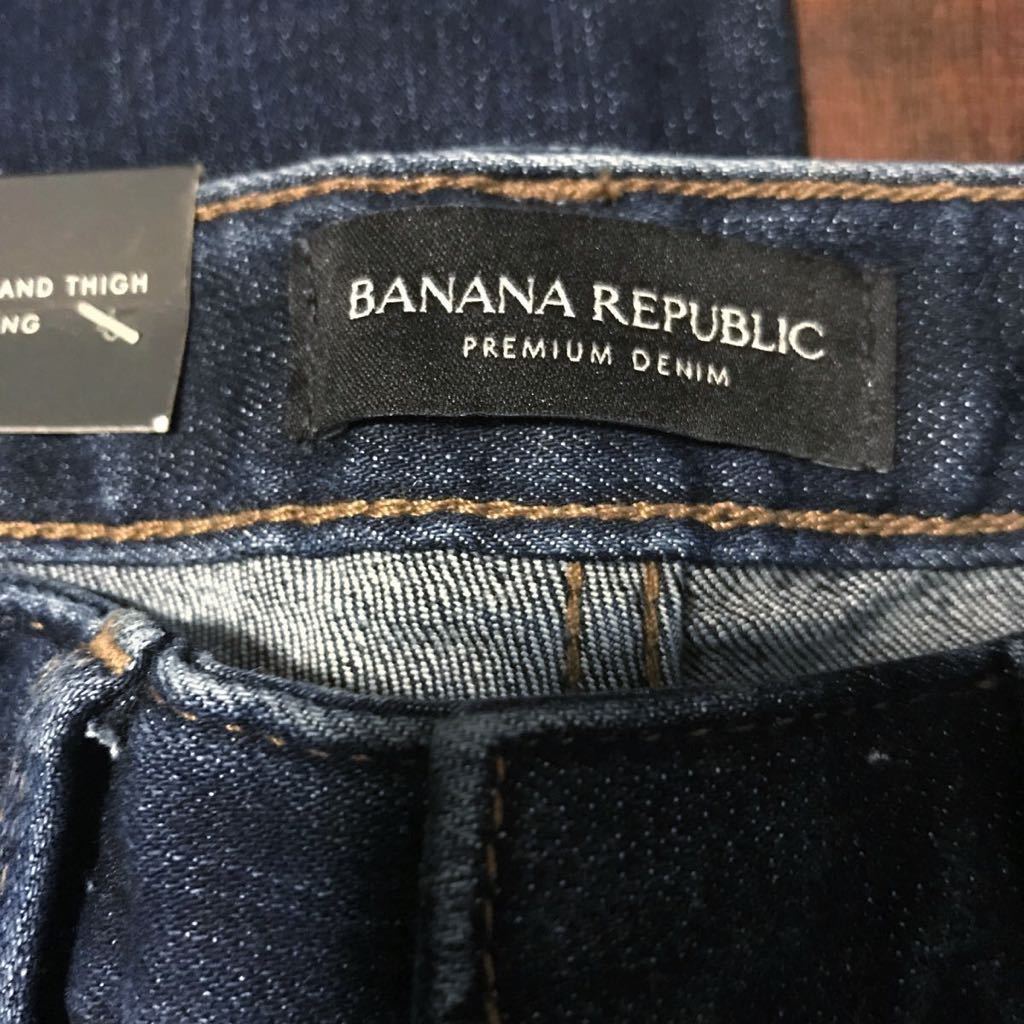 AND THIGH
NG
BANANA REPUBLIC
PREMIUM DENIM